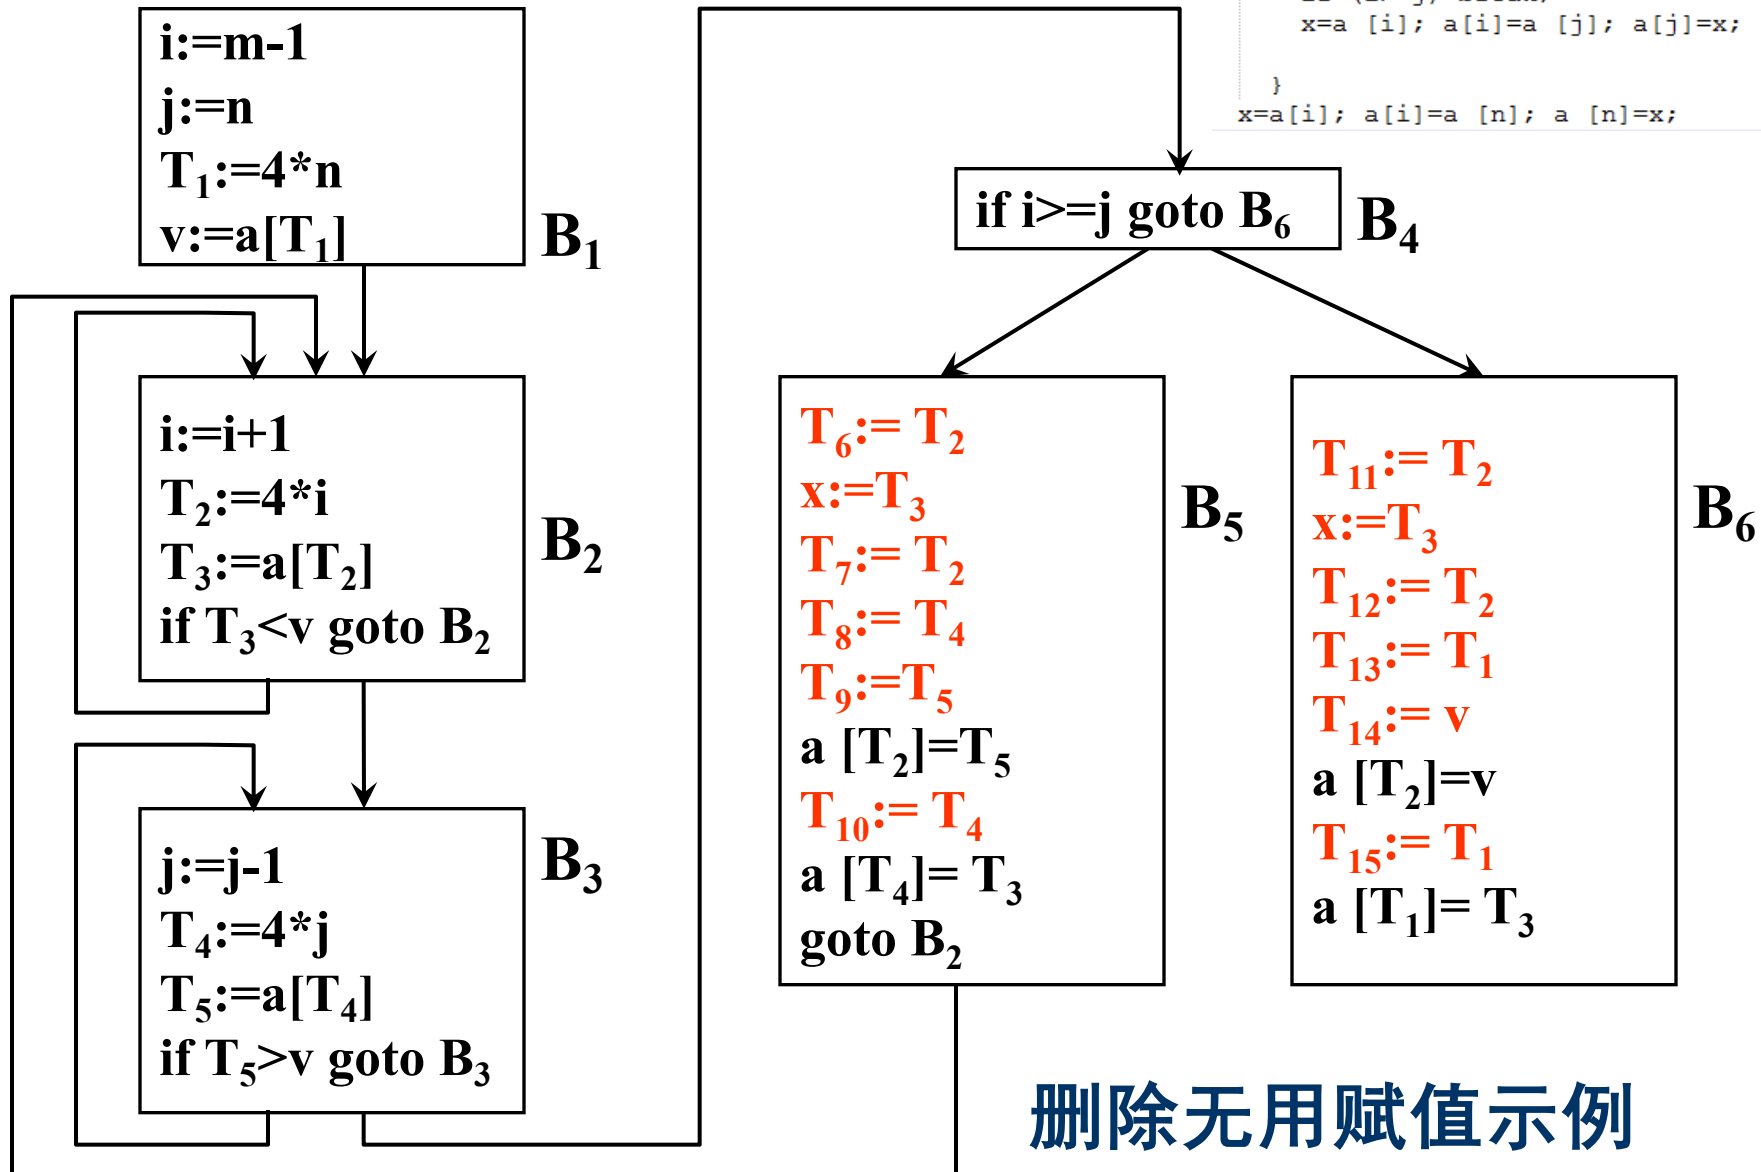 i:=m-1
j:=n
T₁:=4*n
v:=a[T₁]
B₁
i:=i+1
T₂:=4*i
T₃:=a[T₂]
if T₃<v goto B₂
B₂
j:=j-1
T₄:=4*j
T₅:=a[T₄]
if T₅>v goto B₃
B₃
x=a [i]; a[i]=a [j]; a[j]=x;
}
x=a[i]; a[i]=a [n]; a [n]=x;
if i>=j goto B₆
B₄
T₆:= T₂
x:=T₃
T₇:= T₂
T₈:= T₄
T₉:=T₅
a [T₂]=T₅
T₁₀:= T₄
a [T₄]= T₃
goto B₂
B₅
T₁₁:= T₂
x:=T₃
T₁₂:= T₂
T₁₃:= T₁
T₁₄:= v
a [T₂]=v
T₁₅:= T₁
a [T₁]= T₃
B₆
删除无用赋值示例